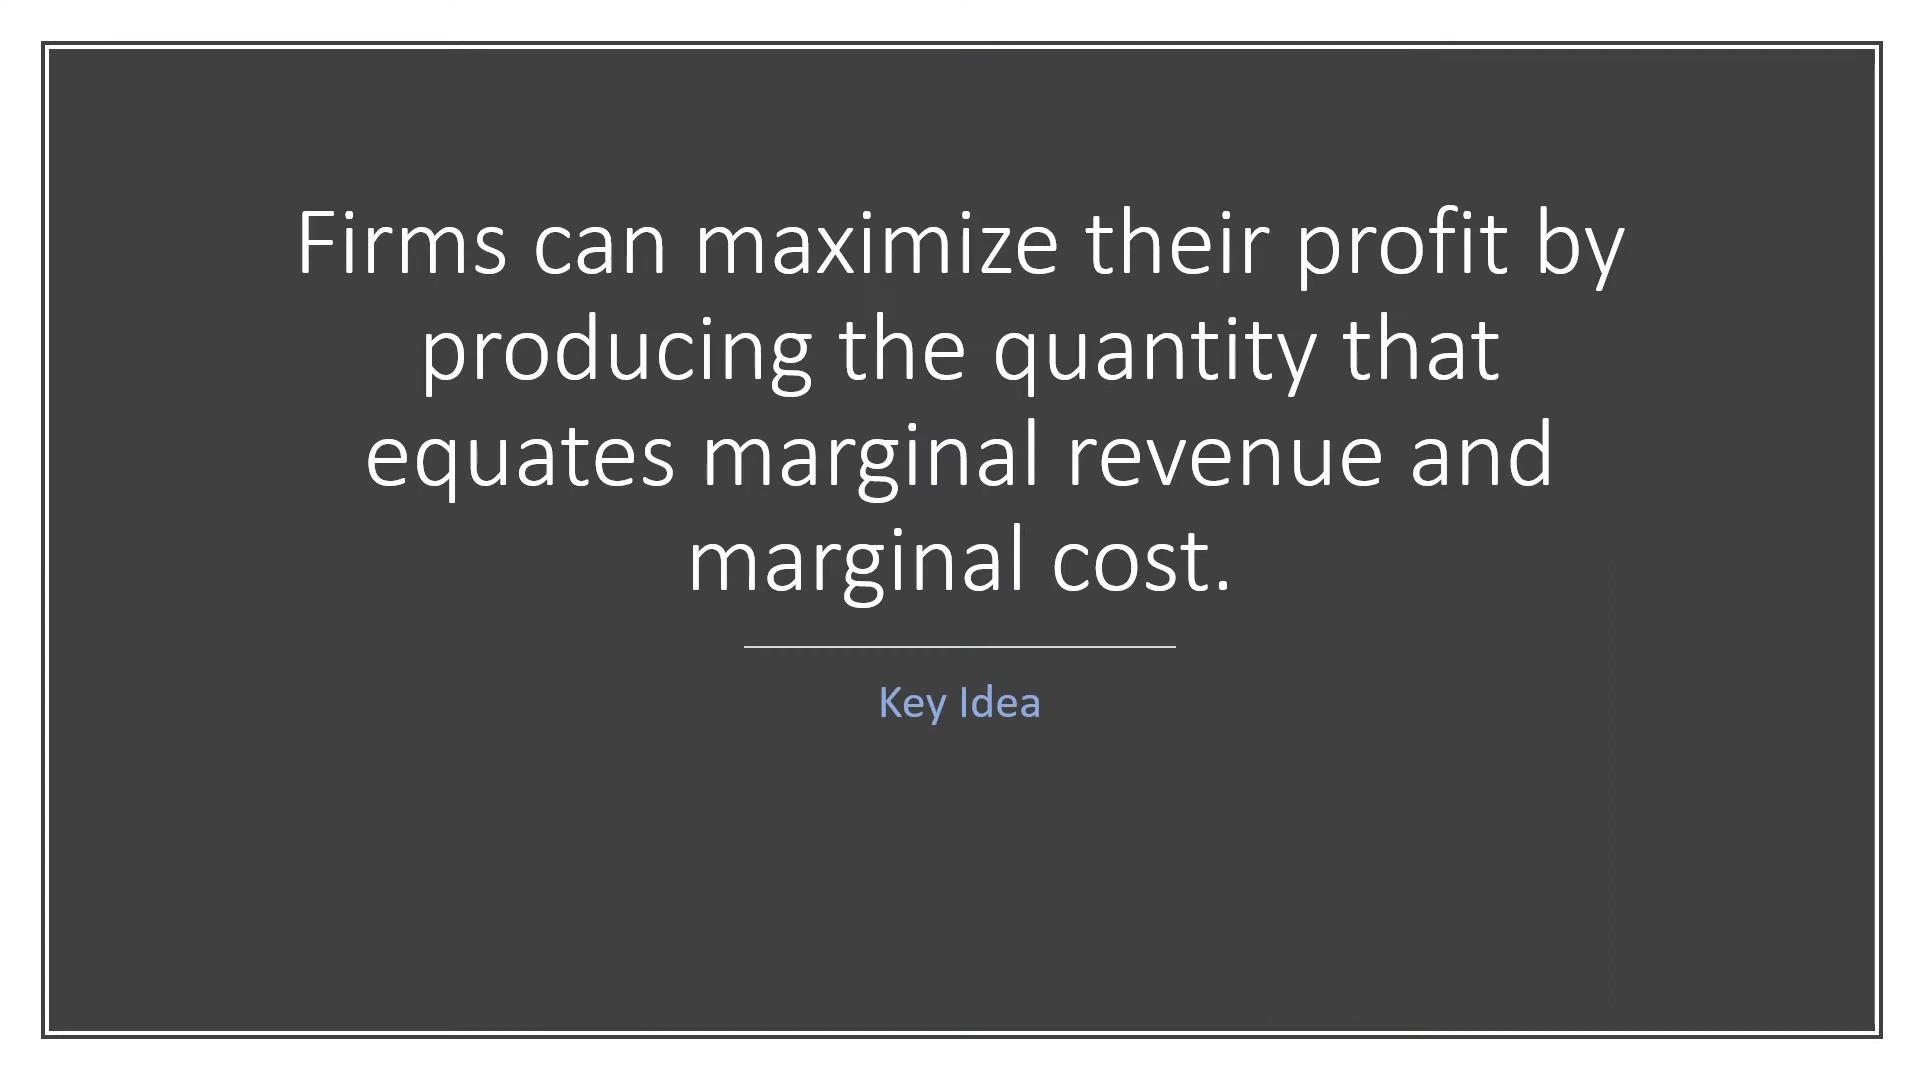 Firms can maximize their profit by
producing the quantity that
equates marginal revenue and
marginal cost.
Key Idea